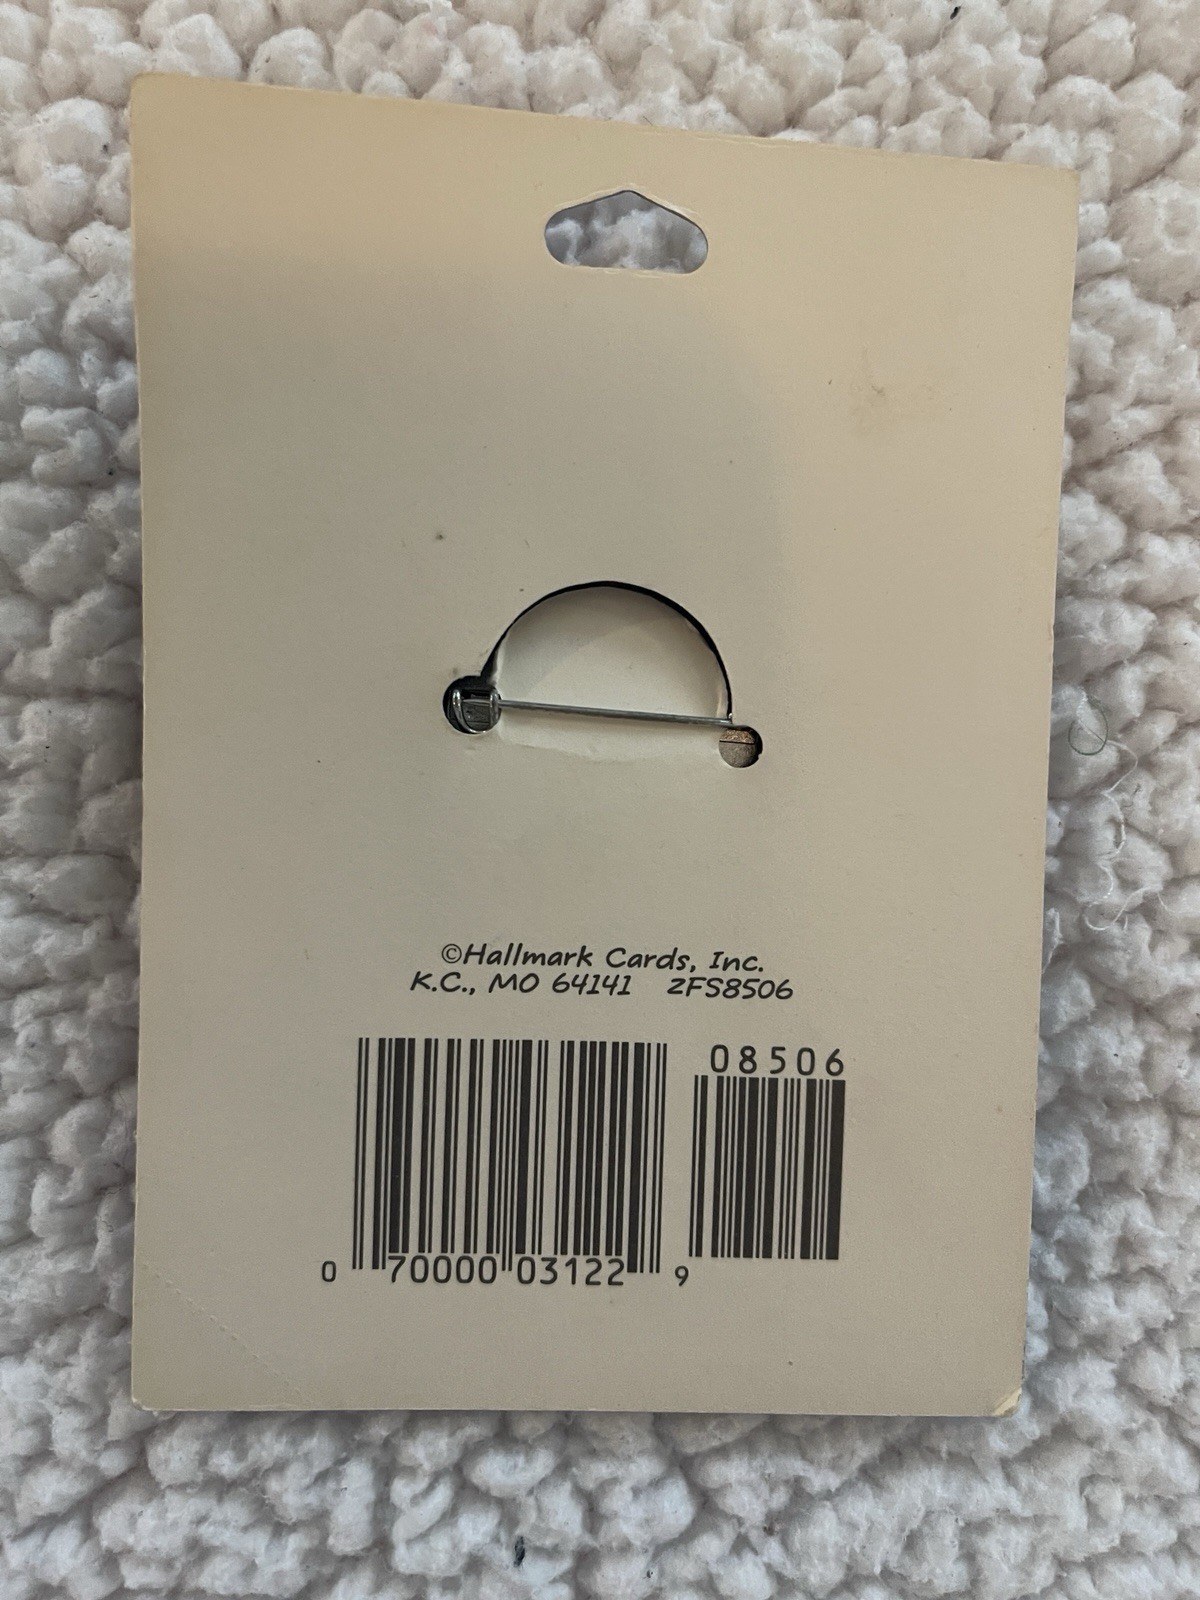 ©Hallmark Cards, Inc.
K.C., MO 64141 2FS8506
08506
0 70000 03122 9